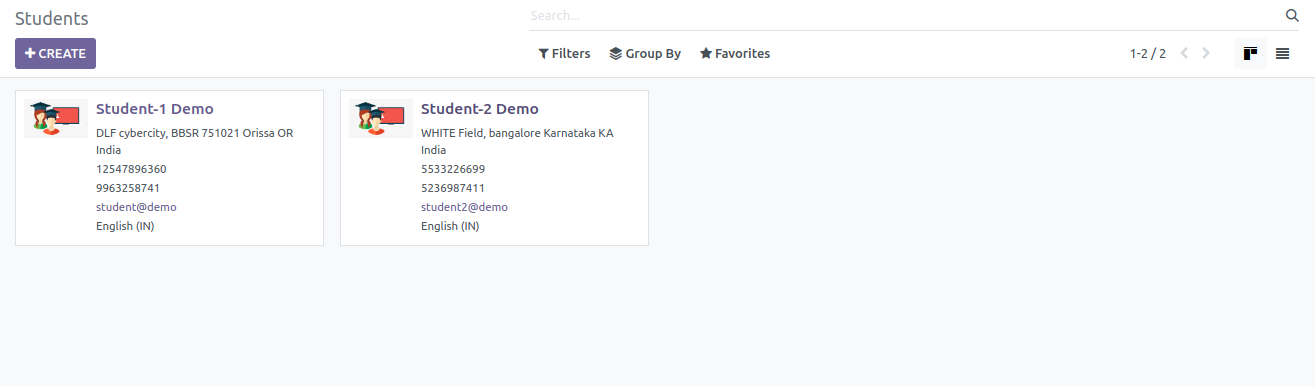 Students
Search...
CREATE
Filters
Group By
Favorites
1-2 / 2
Student-1 Demo
DLF cybercity, BBSR 751021 Orissa OR
India
12547896360
9963258741
student@demo
English (IN)
Student-2 Demo
WHITE Field, bangalore Karnataka KA
India
5533226699
5236987411
student2@demo
English (IN)